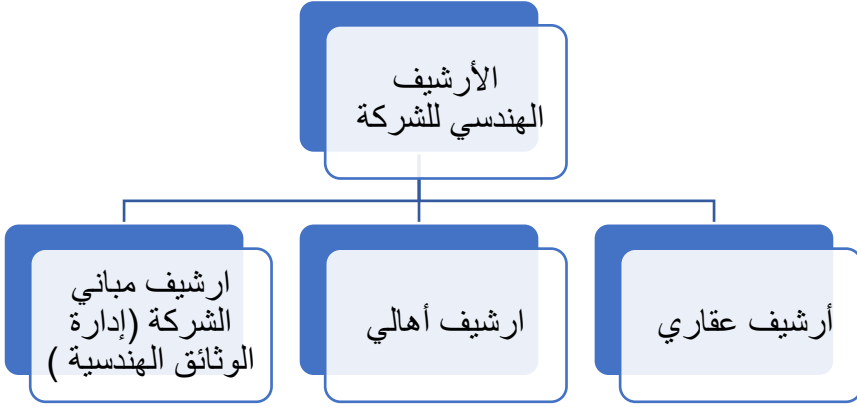 الأرشيف
الهندسي للشركة
أرشيف عقاري
ارشيف أهالي
ارشيف مباني
الشركة (إدارة
الوثائق الهندسية )